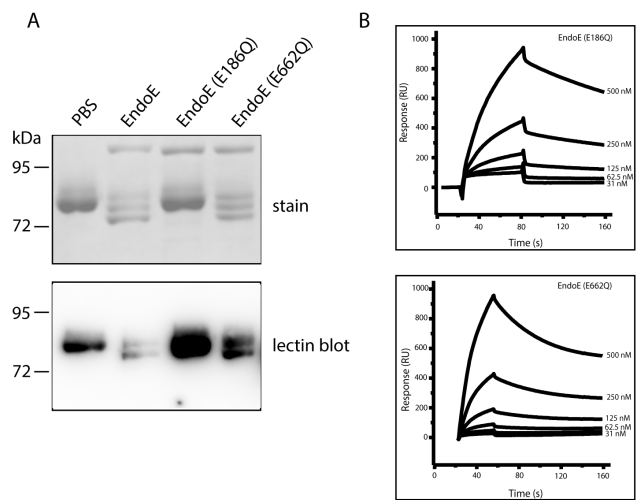 A
PBS
EndoE
EndoE (E186Q)
EndoE (E662Q)
kDa
95
72
stain
95
72
lectin blot
B
EndoE (E186Q)
1000
800
600
400
200
0
Response (RU)
500 nM
250 nM
125 nM
62.5 nM
31 nM
0 40 80 120 160
Time (s)
EndoE (E662Q)
1000
800
600
400
200
0
Response (RU)
500 nM
250 nM
125 nM
62.5 nM
31 nM
0 40 80 120 160
Time (s)